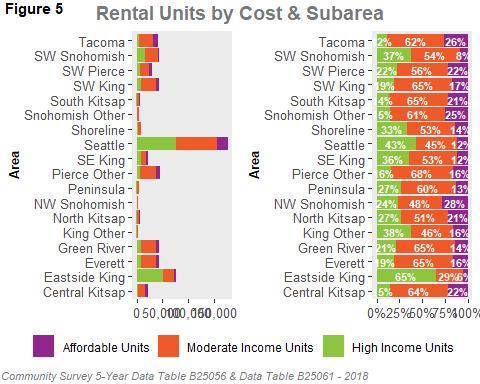 Figure 5
Rental Units by Cost & Subarea
Area
Tacoma
SW Snohomish
SW Pierce
SW King
South Kitsap
Snohomish Other
Shoreline
Seattle
SE King
Pierce Other
Peninsula
NW Snohomish
North Kitsap
King Other
Green River
Everett
Eastside King
Central Kitsap
0 50,000 100,000 150,000
Area
Tacoma 2% 62% 26%
SW Snohomish 37% 54% 8%
SW Pierce 22% 56% 22%
SW King 19% 65% 17%
South Kitsap 4% 65% 21%
Snohomish Other 5% 61% 25%
Shoreline 33% 53% 14%
Seattle 43% 45% 12%
SE King 36% 53% 12%
Pierce Other 6% 68% 16%
Peninsula 27% 60% 13%
NW Snohomish 24% 48% 28%
North Kitsap 27% 51% 21%
King Other 38% 46% 16%
Green River 21% 65% 14%
Everett 19% 65% 16%
Eastside King 65% 29% 6%
Central Kitsap 5% 64% 22%
0% 25% 50% 75% 100%
Affordable Units Moderate Income Units High Income Units
Community Survey 5-Year Data Table B25056 & Data Table B25061 - 2018